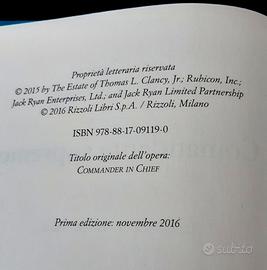 Proprietà letteraria riservata
© 2015 by The Estate of Thomas L. Clancy, Jr.; Rubicon, Inc.;
Jack Ryan Enterprises, Ltd.; and Jack Ryan Limited Partnership
© 2016 Rizzoli Libri S.p.A. / Rizzoli, Milano
ISBN 978-88-17-09119-0
Titolo originale dell'opera:
COMMANDER IN CHIEF
Prima edizione: novembre 2016
subito